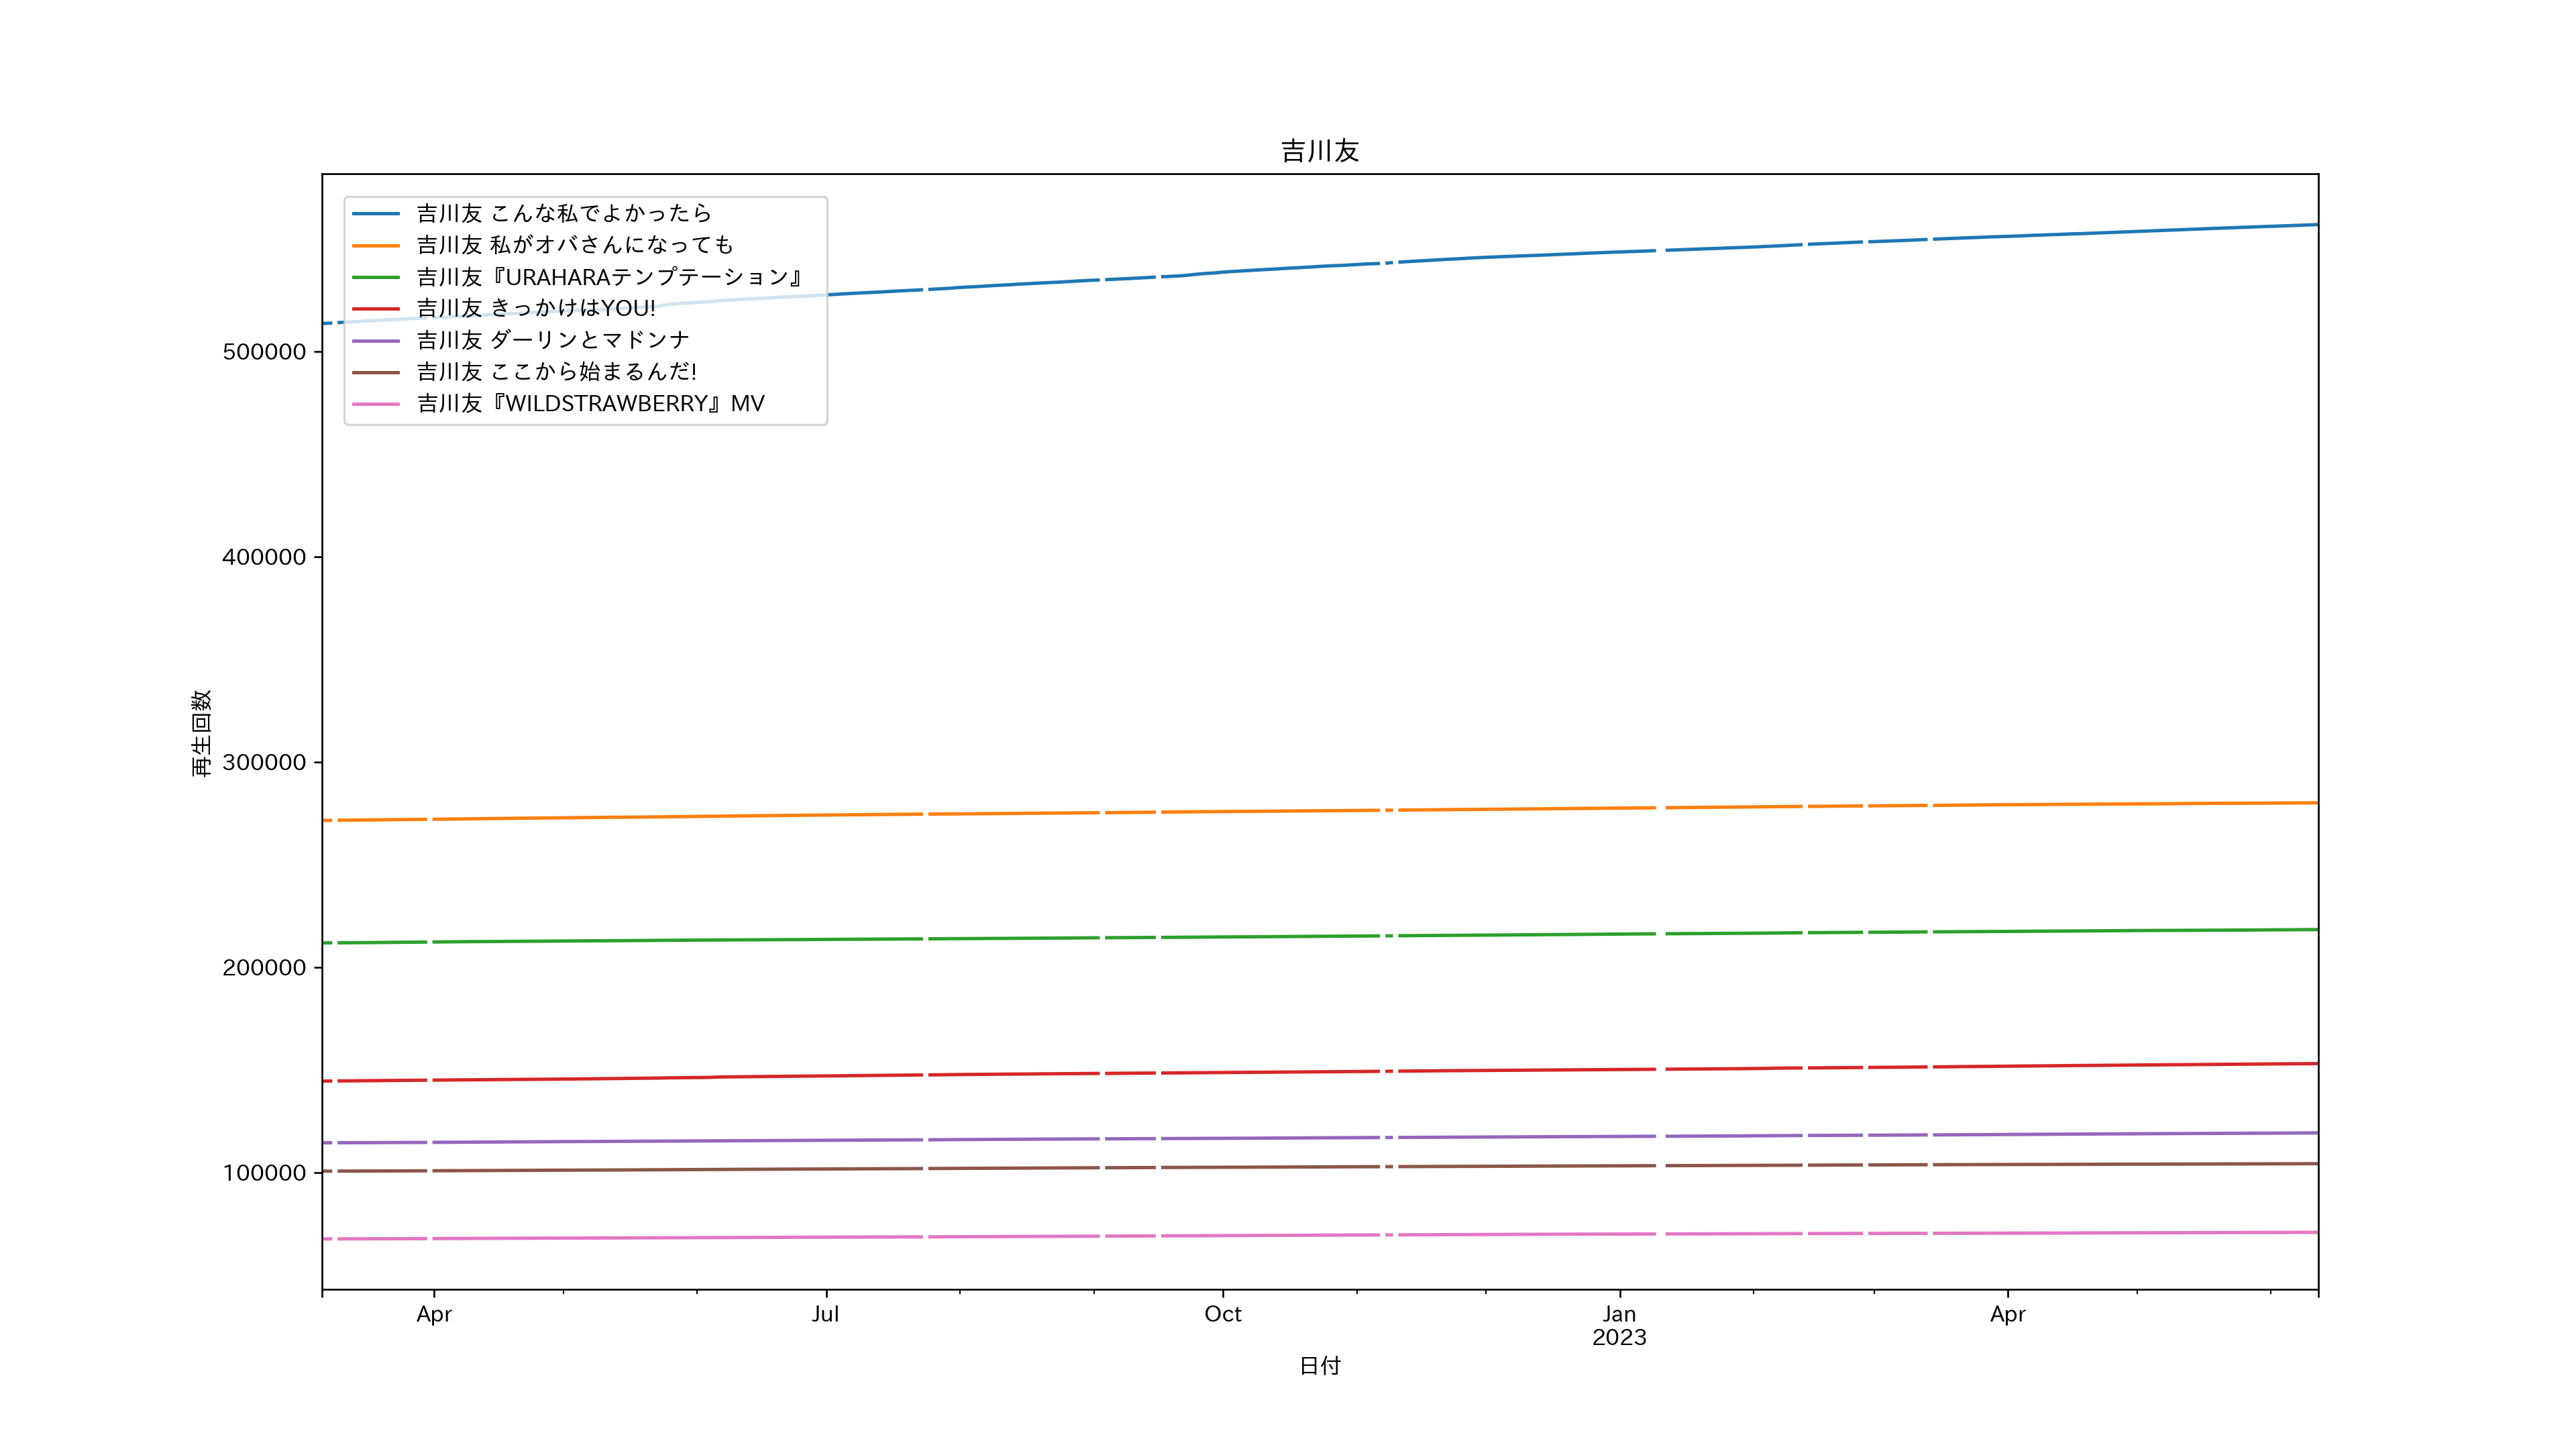 吉川友
吉川友 こんな私でよかったら
吉川友 私がオバさんになっても
吉川友『URAHARAテンプテーション』
吉川友 きっかけはYOU!
吉川友 ダーリンとマドンナ
吉川友 ここから始まるんだ!
吉川友『WILDSTRAWBERRY』MV
500000
400000
300000
200000
100000
再生回数
Apr
Jul
Oct
Jan
2023
Apr
日付